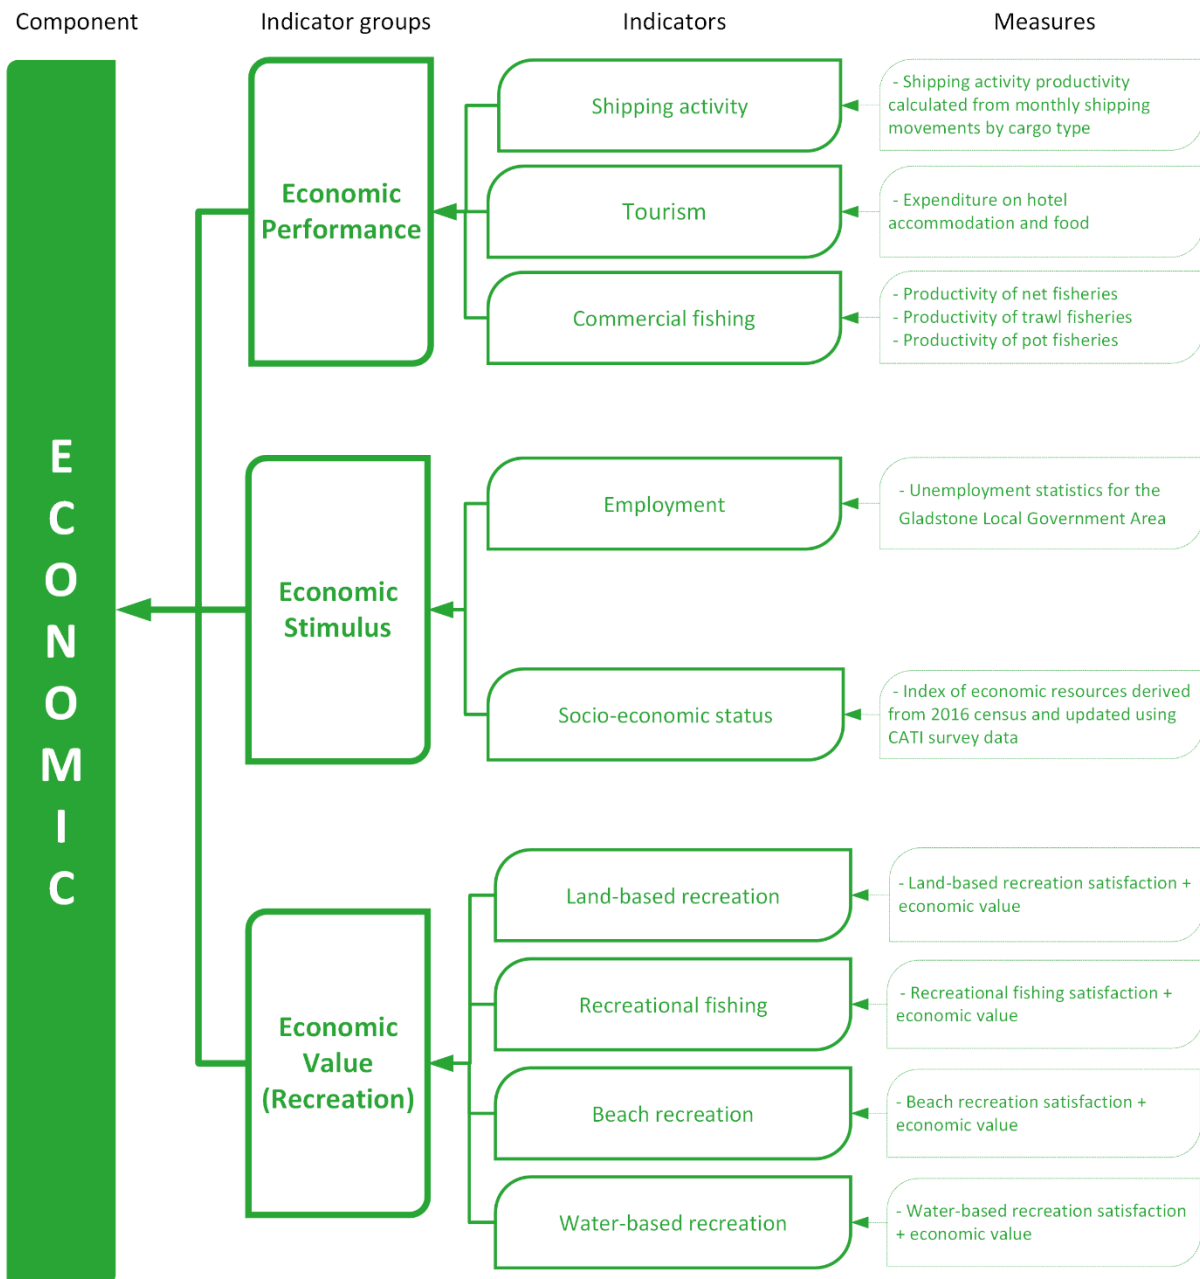 Component
Indicator groups
Indicators
Measures
ECONOMIC
Economic
Performance
Shipping activity
- Shipping activity productivity
calculated from monthly shipping
movements by cargo type
Tourism
- Expenditure on hotel
accommodation and food
Commercial fishing
- Productivity of net fisheries
- Productivity of trawl fisheries
- Productivity of pot fisheries
Economic
Stimulus
Employment
- Unemployment statistics for the
Gladstone Local Government Area
Socio-economic status
- Index of economic resources derived
from 2016 census and updated using
CATI survey data
Economic
Value
(Recreation)
Land-based recreation
- Land-based recreation satisfaction +
economic value
Recreational fishing
- Recreational fishing satisfaction +
economic value
Beach recreation
- Beach recreation satisfaction +
economic value
Water-based recreation
- Water-based recreation satisfaction
+ economic value